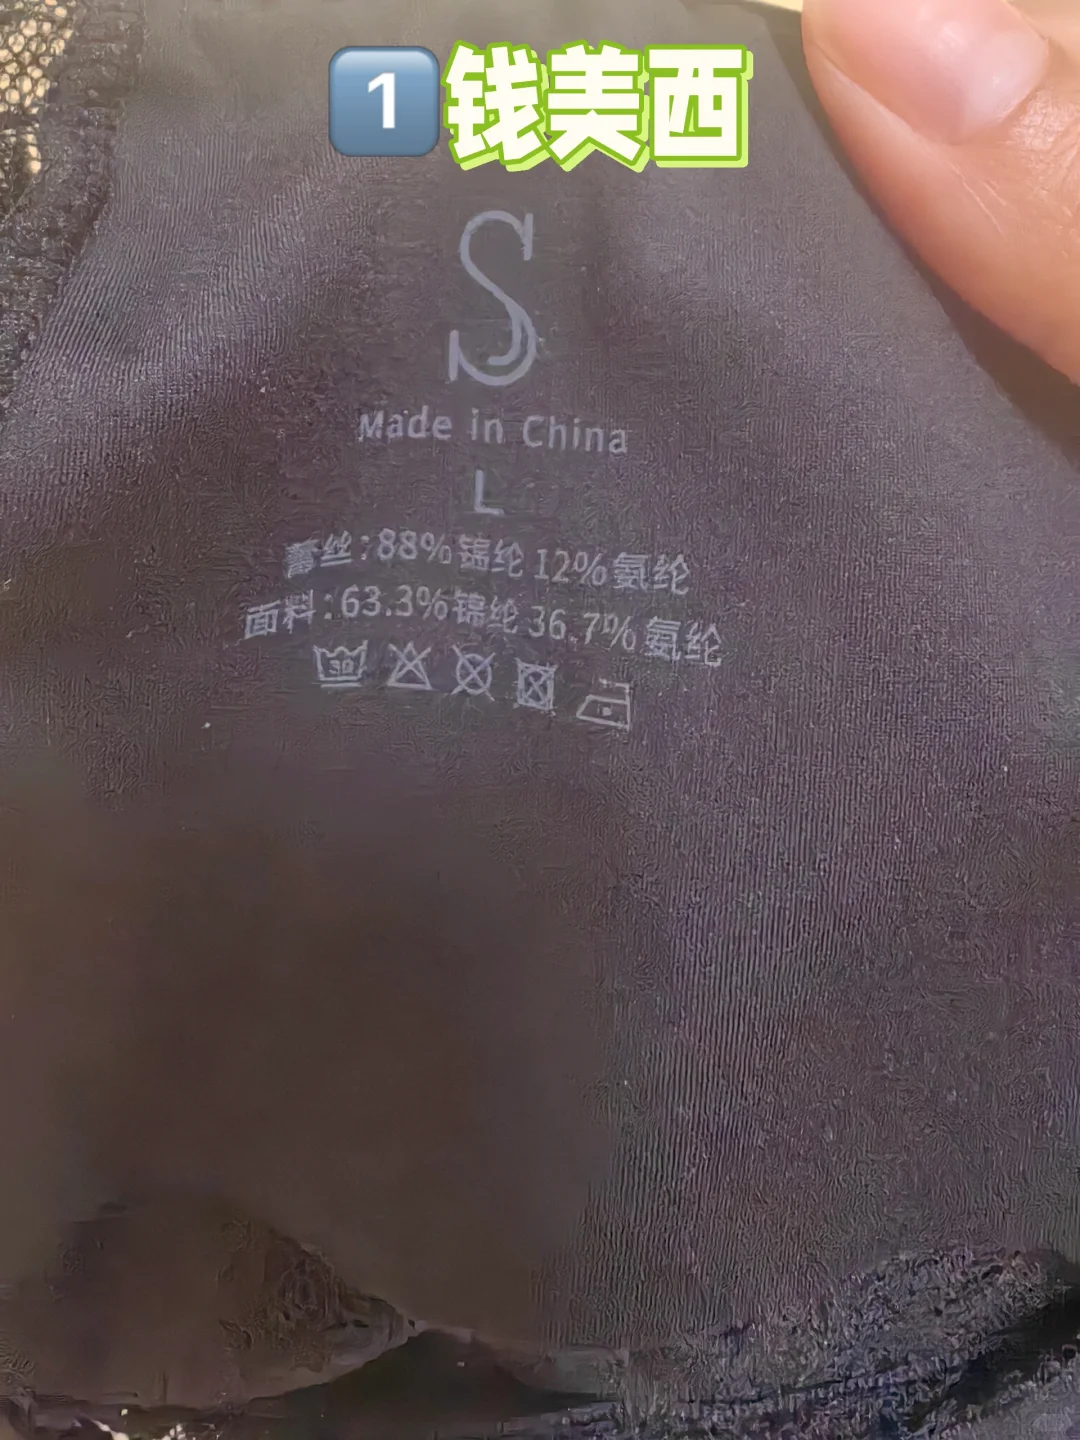 1钱美西
S
Made in China
L
蕾丝:88%锦纶 12%氨纶
面料:63.3%锦纶 36.7%氨纶